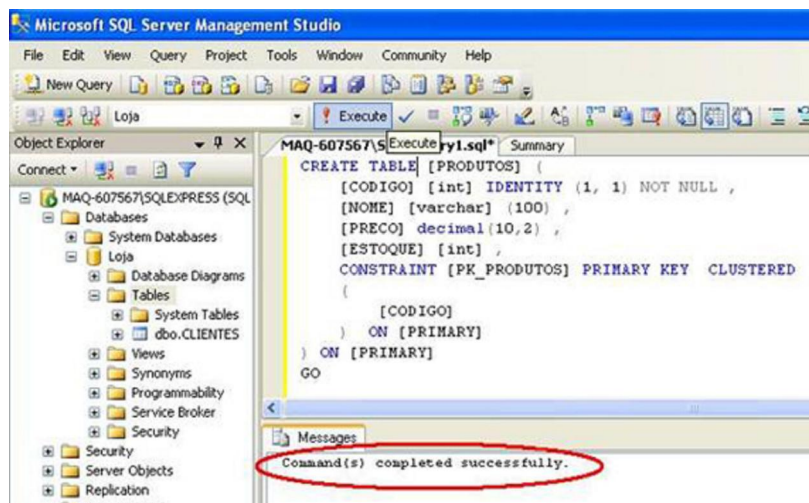 Microsoft SQL Server Management Studio
File Edit View Query Project Tools Window Community Help
New Query
Loja Execute
Object Explorer
Connect
MAQ-607567\SQLEXPRESS (SQL
Databases
System Databases
Loja
Database Diagrams
Tables
System Tables
dbo.CLIENTES
Views
Synonyms
Programmability
Service Broker
Security
Security
Server Objects
Replication
MAQ-607567\S Execute ry1.sql* Summary
CREATE TABLE [PRODUTOS] (
[CODIGO] [int] IDENTITY (1, 1) NOT NULL ,
[NOME] [varchar] (100) ,
[PRECO] decimal(10,2) ,
[ESTOQUE] [int] ,
CONSTRAINT [PK_PRODUTOS] PRIMARY KEY CLUSTERED
(
[CODIGO]
) ON [PRIMARY]
) ON [PRIMARY]
GO
Messages
Command(s) completed successfully.